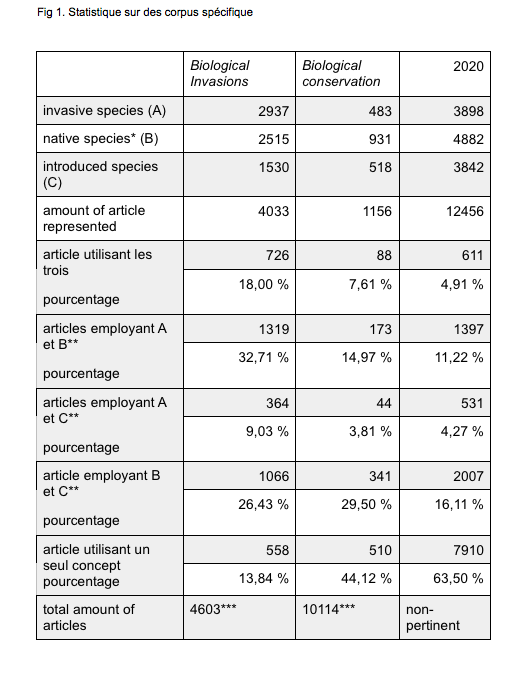 Fig 1. Statistique sur des corpus spécifique
Biological Invasions Biological conservation 2020
invasive species (A) 2937 483 3898
native species* (B) 2515 931 4882
introduced species (C) 1530 518 3842
amount of article represented 4033 1156 12456
article utilisant les trois 726 88 611
pourcentage 18,00 % 7,61 % 4,91 %
articles employant A et B** 1319 173 1397
pourcentage 32,71 % 14,97 % 11,22 %
articles employant A et C** 364 44 531
pourcentage 9,03 % 3,81 % 4,27 %
article employant B et C** 1066 341 2007
pourcentage 26,43 % 29,50 % 16,11 %
article utilisant un seul concept 558 510 7910
pourcentage 13,84 % 44,12 % 63,50 %
total amount of articles 4603*** 10114*** non-pertinent